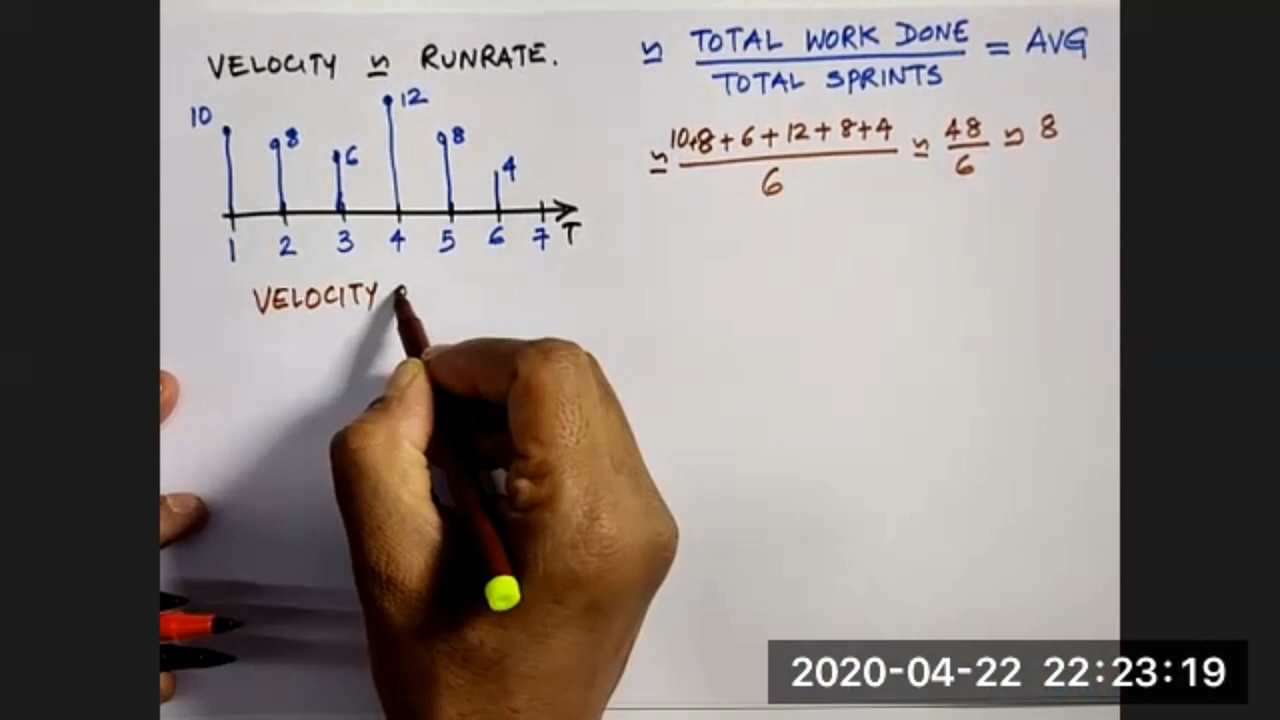 VELOCITY ≌ RUNRATE.
≌ TOTAL WORK DONE / TOTAL SPRINTS = AVG
10 8 6 12 8 4
1 2 3 4 5 6 7 T
≌ 10+8+6+12+8+4 / 6 ≌ 48 / 6 ≌ 8
VELOCITY
2020-04-22 22:23:19